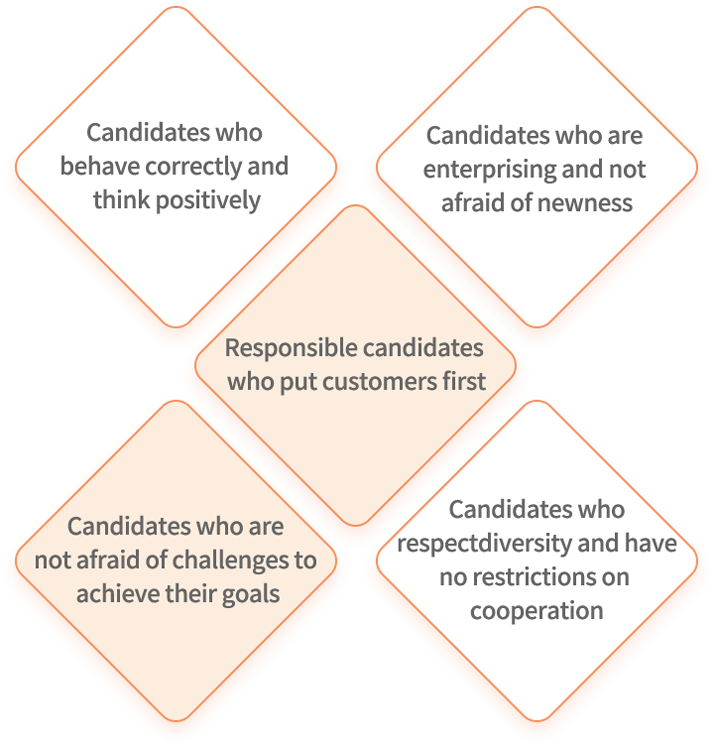 Candidates who
behave correctly and
think positively
Candidates who are
enterprising and not
afraid of newness
Responsible candidates
who put customers first
Candidates who are
not afraid of challenges to
achieve their goals
Candidates who
respectdiversity and have
no restrictions on
cooperation